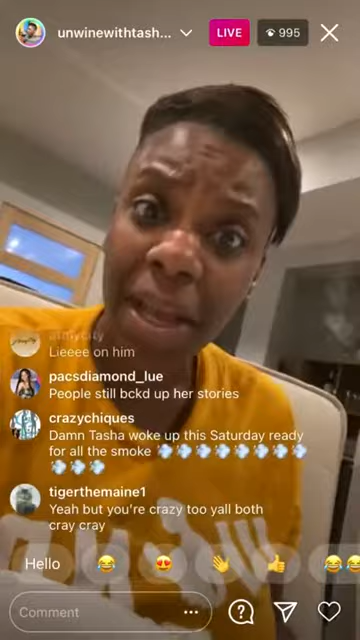 unwinewithtash...
LIVE
995
Lieeee on him
pacsdiamond_lue
People still bckd up her stories
crazychiques
Damn Tasha woke up this Saturday ready
for all the smoke 💨💨💨💨💨💨💨💨
💨💨💨
tigerthemaine1
Yeah but you're crazy too yall both
cray cray
Hello
Comment